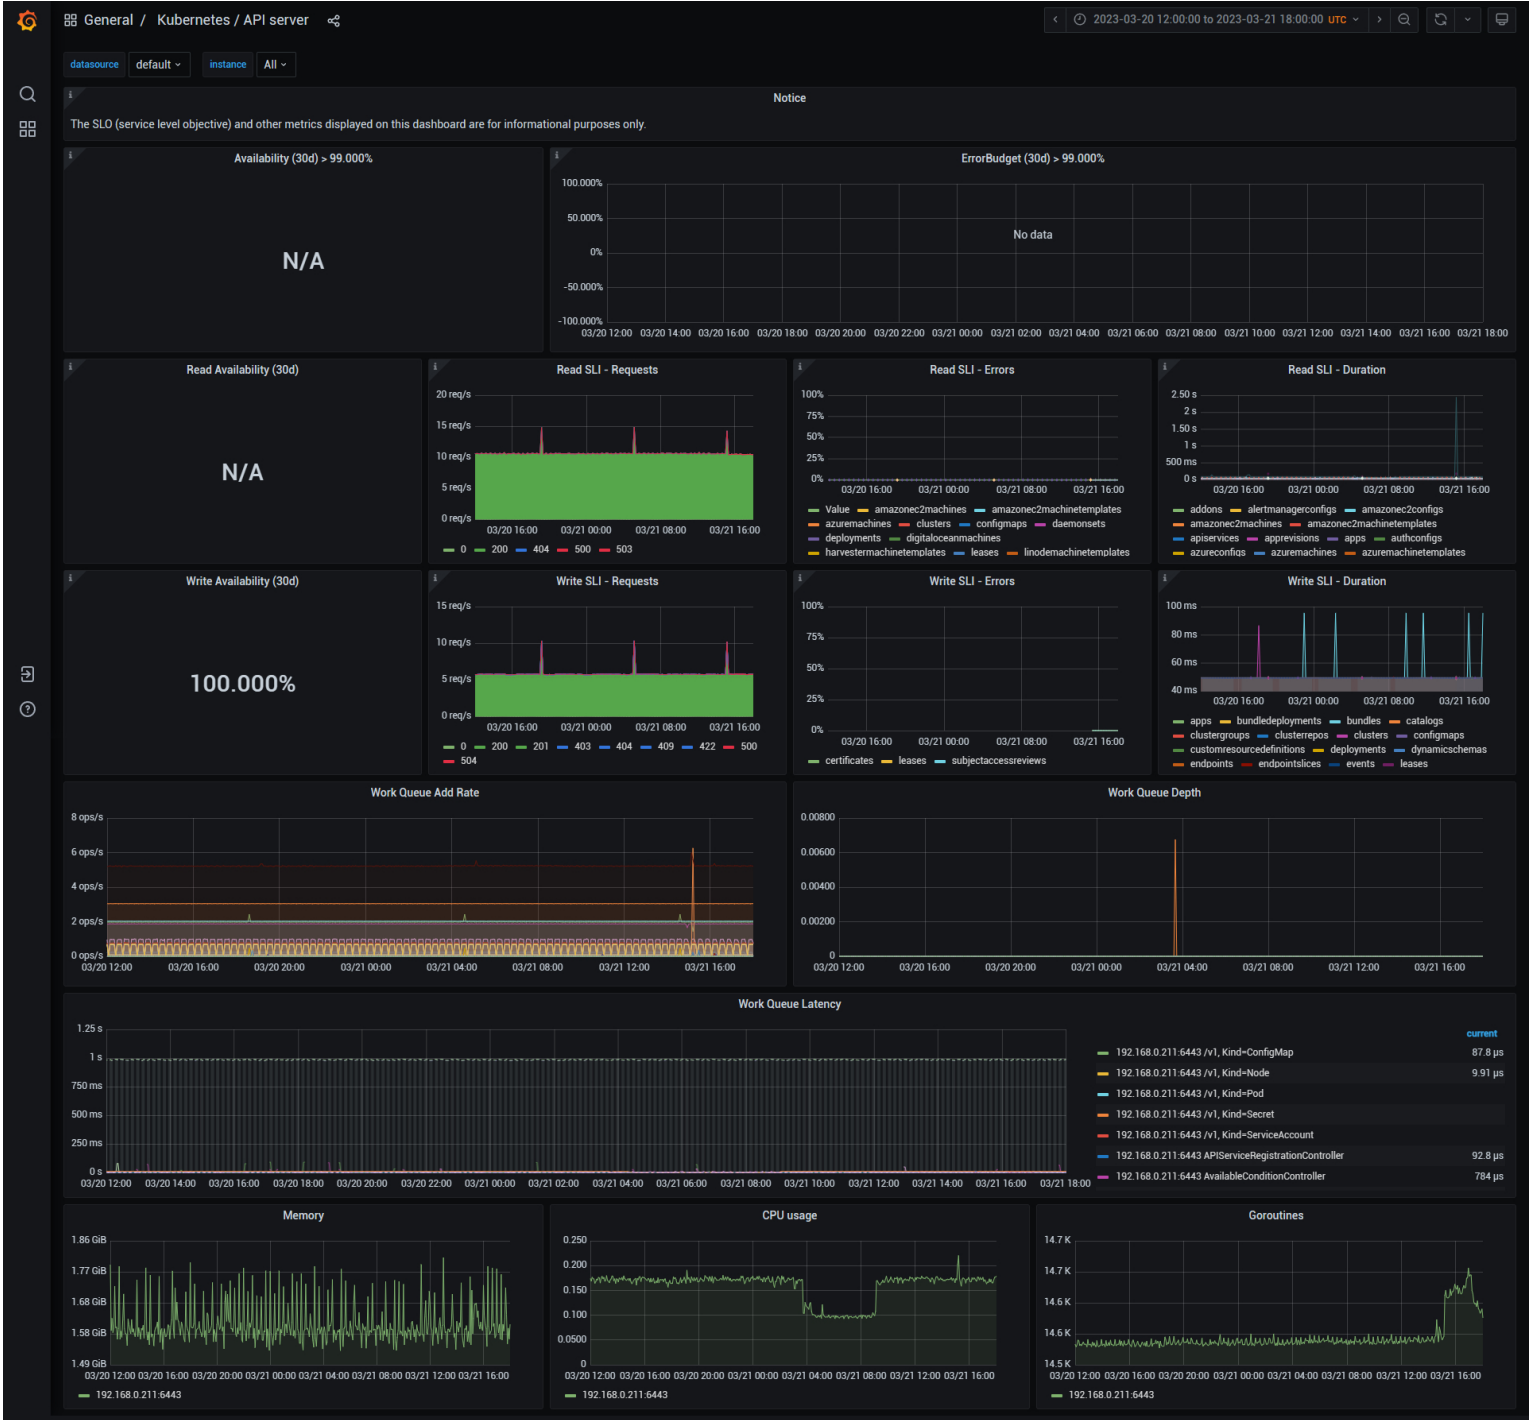 General / Kubernetes / API server
2023-03-20 12:00:00 to 2023-03-21 18:00:00 UTC
datasource default instance All
Notice
The SLO (service level objective) and other metrics displayed on this dashboard are for informational purposes only.
Availability (30d) > 99.000%
N/A
ErrorBudget (30d) > 99.000%
100.000%
50.000%
No data
0%
-50.000%
-100.000%
03/20 12:00 03/20 14:00 03/20 16:00 03/20 18:00 03/20 20:00 03/20 22:00 03/21 00:00 03/21 02:00 03/21 04:00 03/21 06:00 03/21 08:00 03/21 10:00 03/21 12:00 03/21 14:00 03/21 16:00 03/21 18:00
Read Availability (30d)
N/A
Read SLI - Requests
20 req/s
15 req/s
10 req/s
5 req/s
0 req/s
03/20 16:00 03/21 00:00 03/21 08:00 03/21 16:00
0 200 404 500 503
Read SLI - Errors
100%
75%
50%
25%
0%
03/20 16:00 03/21 00:00 03/21 08:00 03/21 16:00
Value amazonec2machines amazonec2machinetemplates
azuremachines clusters configmaps daemonsets
deployments digitaloceanmachines
harvestermachinetemplates leases linodemachinetemplates
Read SLI - Duration
2.50 s
2 s
1.50 s
1 s
500 ms
0 s
03/20 16:00 03/21 00:00 03/21 08:00 03/21 16:00
addons alertmanagerconfigs amazonec2configs
amazonec2machines amazonec2machinetemplates
apiservices apprevisions apps authconfigs
azureconfigs azuremachines azuremachinetemplates
Write Availability (30d)
100.000%
Write SLI - Requests
15 req/s
10 req/s
5 req/s
0 req/s
03/20 16:00 03/21 00:00 03/21 08:00 03/21 16:00
0 200 201 403 404 409 422 500
504
Write SLI - Errors
100%
75%
50%
25%
0%
03/20 16:00 03/21 00:00 03/21 08:00 03/21 16:00
certificates leases subjectaccessreviews
Write SLI - Duration
100 ms
80 ms
60 ms
40 ms
03/20 16:00 03/21 00:00 03/21 08:00 03/21 16:00
apps bundledeployments bundles catalogs
clustergroups clusterrepos clusters configmaps
customresourcedefinitions deployments dynamicschemas
endpoints endpointslices events leases
Work Queue Add Rate
8 ops/s
6 ops/s
4 ops/s
2 ops/s
0 ops/s
03/20 12:00 03/20 16:00 03/20 20:00 03/21 00:00 03/21 04:00 03/21 08:00 03/21 12:00 03/21 16:00
Work Queue Depth
0.00800
0.00600
0.00400
0.00200
0
03/20 12:00 03/20 16:00 03/20 20:00 03/21 00:00 03/21 04:00 03/21 08:00 03/21 12:00 03/21 16:00
Work Queue Latency
1.25 s
1 s
750 ms
500 ms
250 ms
0 s
03/20 12:00 03/20 14:00 03/20 16:00 03/20 18:00 03/20 20:00 03/20 22:00 03/21 00:00 03/21 02:00 03/21 04:00 03/21 06:00 03/21 08:00 03/21 10:00 03/21 12:00 03/21 14:00 03/21 16:00 03/21 18:00
current
192.168.0.211:6443 /v1, Kind=ConfigMap 87.8 µs
192.168.0.211:6443 /v1, Kind=Node 9.91 µs
192.168.0.211:6443 /v1, Kind=Pod
192.168.0.211:6443 /v1, Kind=Secret
192.168.0.211:6443 /v1, Kind=ServiceAccount
192.168.0.211:6443 APIServiceRegistrationController 92.8 µs
192.168.0.211:6443 AvailableConditionController 784 µs
Memory
1.86 GiB
1.77 GiB
1.68 GiB
1.58 GiB
1.49 GiB
03/20 12:00 03/20 16:00 03/20 20:00 03/21 00:00 03/21 04:00 03/21 08:00 03/21 12:00 03/21 16:00
192.168.0.211:6443
CPU usage
0.250
0.200
0.150
0.100
0.0500
0
03/20 12:00 03/20 16:00 03/20 20:00 03/21 00:00 03/21 04:00 03/21 08:00 03/21 12:00 03/21 16:00
192.168.0.211:6443
Goroutines
14.7 K
14.7 K
14.6 K
14.6 K
14.5 K
03/20 12:00 03/20 16:00 03/20 20:00 03/21 00:00 03/21 04:00 03/21 08:00 03/21 12:00 03/21 16:00
192.168.0.211:6443